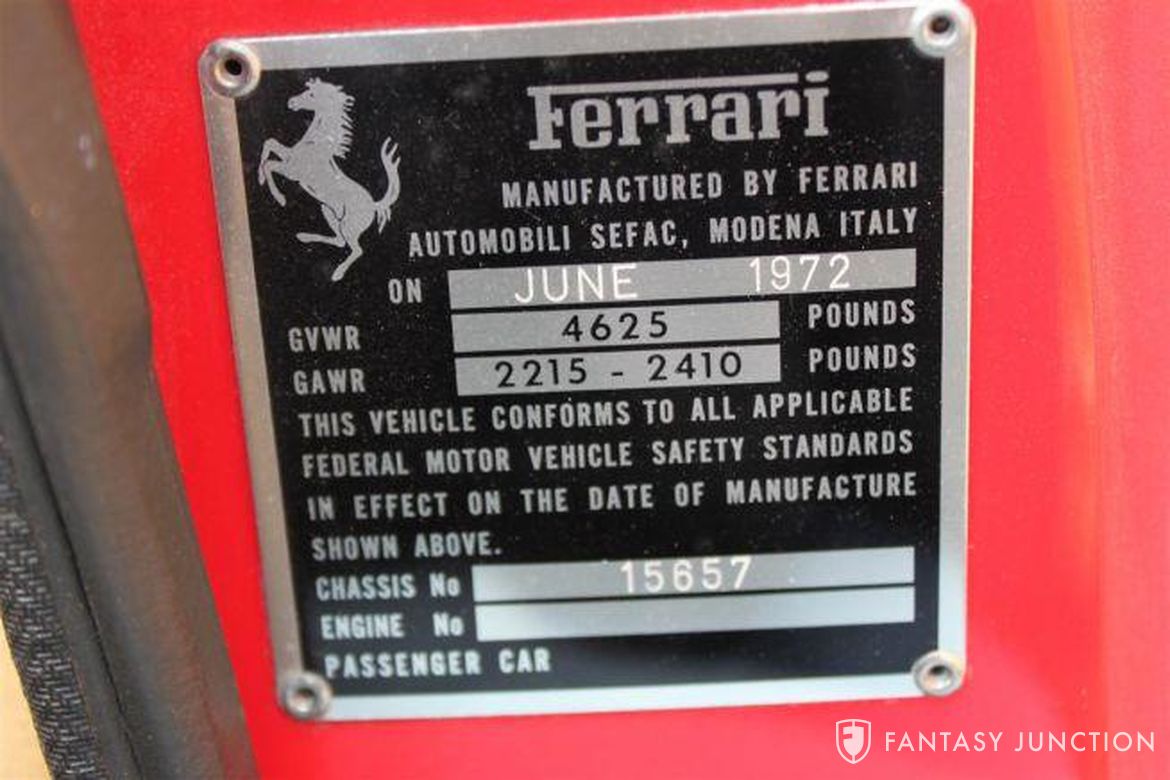 Ferrari
MANUFACTURED BY FERRARI
AUTOMOBILI SEFAC, MODENA ITALY
ON JUNE 1972
GVWR 4625 POUNDS
GAWR 2215 - 2410 POUNDS
THIS VEHICLE CONFORMS TO ALL APPLICABLE
FEDERAL MOTOR VEHICLE SAFETY STANDARDS
IN EFFECT ON THE DATE OF MANUFACTURE
SHOWN ABOVE.
CHASSIS No 15657
ENGINE No
PASSENGER CAR
FANTASY JUNCTION